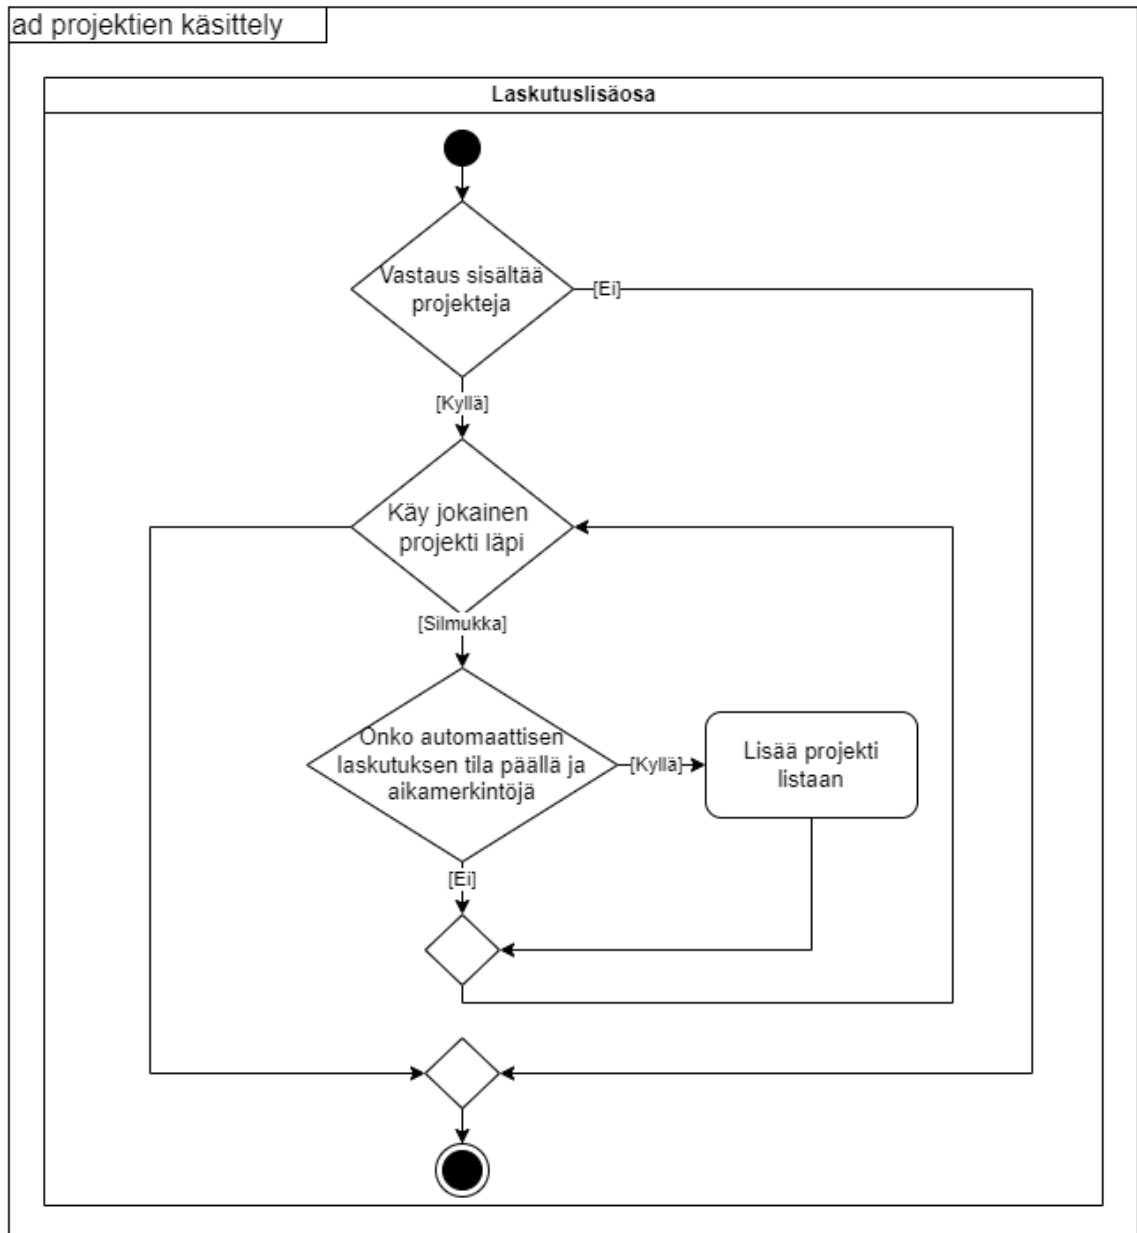 ad projektien käsittely
Laskutuslisäosa
Vastaus sisältää
projekteja
[Ei]
[Kyllä]
Käy jokainen
projekti läpi
[Silmukka]
Onko automaattisen
laskutuksen tila päällä ja
aikamerkintöjä
[Kyllä]
Lisää projekti
listaan
[Ei]